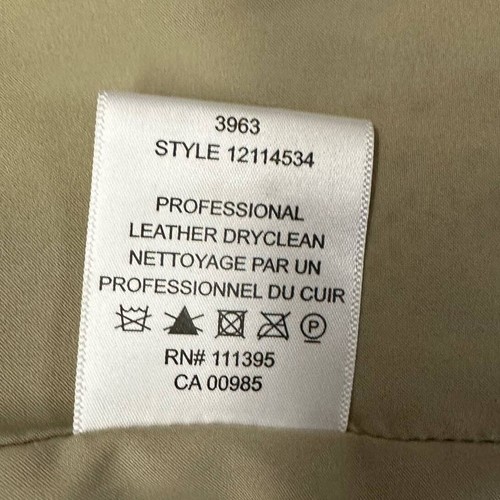 3963
STYLE 12114534
PROFESSIONAL
LEATHER DRYCLEAN
NETTOYAGE PAR UN
PROFESSIONNEL DU CUIR
P
RN# 111395
CA 00985